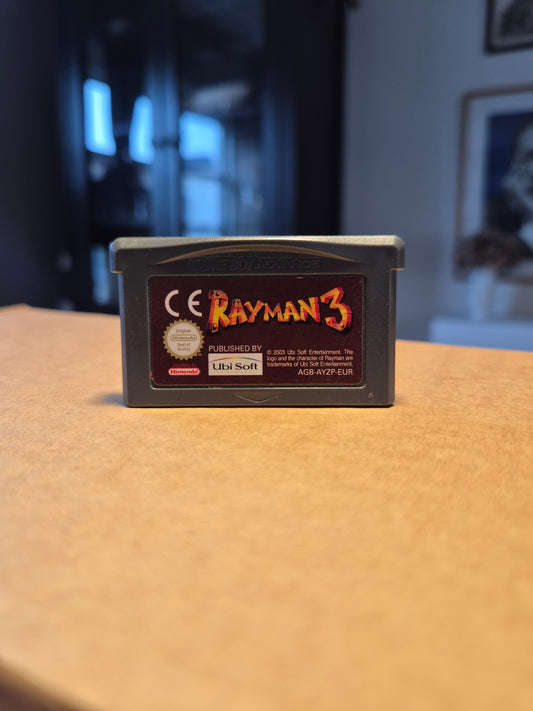 GAME BOY ADVANCE
CE RAYMAN 3
Original
Nintendo
Seal of
Quality
PUBLISHED BY
Ubi Soft
© 2003 Ubi Soft Entertainment. The
logo and the character of Rayman are
trademarks of Ubi Soft Entertainment.
Nintendo
AGB-AYZP-EUR